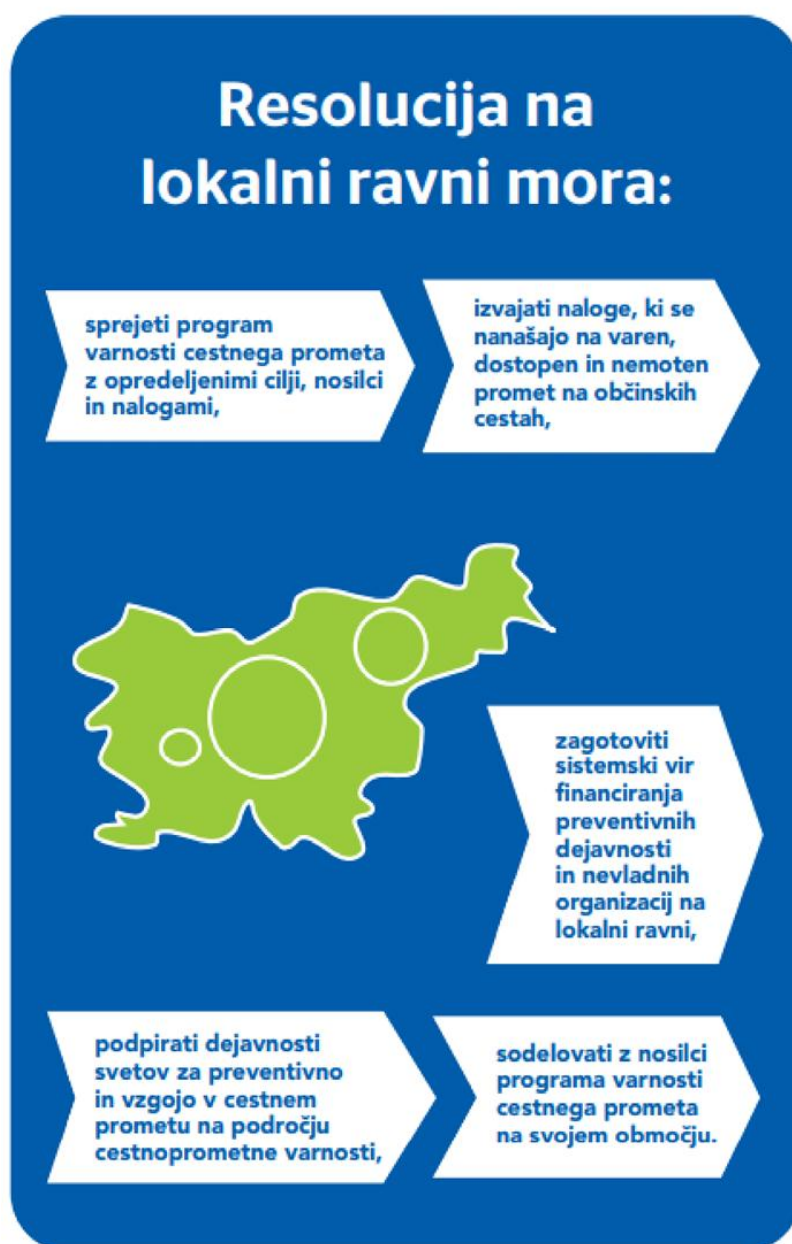 Resolucija na
lokalni ravni mora:
sprejeti program
varnosti cestnega prometa
z opredeljenimi cilji, nosilci
in nalogami,
izvajati naloge, ki se
nanašajo na varen,
dostopen in nemoten
promet na občinskih
cestah,
zagotoviti
sistemski vir
financiranja
preventivnih
dejavnosti
in nevladnih
organizacij na
lokalni ravni,
podpirati dejavnosti
svetov za preventivno
in vzgojo v cestnem
prometu na področju
cestnoprometne varnosti,
sodelovati z nosilci
programa varnosti
cestnega prometa
na svojem območju.